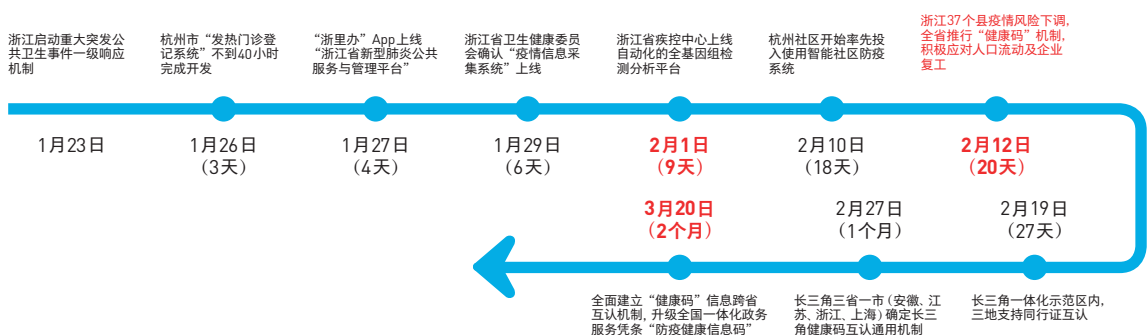 浙江启动重大突发公
共卫生事件一级响应
机制
1月23日
杭州市“发热门诊登
记系统”不到40小时
完成开发
1月26日
(3天)
“浙里办”App上线
“浙江省新型肺炎公共
服务与管理平台”
1月27日
(4天)
浙江省卫生健康委员
会确认“疫情信息采
集系统”上线
1月29日
(6天)
浙江省疾控中心上线
自动化的全基因组检
测分析平台
2月1日
(9天)
杭州社区开始率先投
入使用智能社区防疫
系统
2月10日
(18天)
浙江37个县疫情风险下调,
全省推行“健康码”机制,
积极应对人口流动及企业
复工
2月12日
(20天)
2月19日
(27天)
长三角一体化示范区内,
三地支持同行证互认
2月27日
(1个月)
长三角三省一市(安徽、江
苏、浙江、上海)确定长三
角健康码互认通用机制
3月20日
(2个月)
全面建立“健康码”信息跨省
互认机制, 升级全国一体化政务
服务凭条“防疫健康信息码”